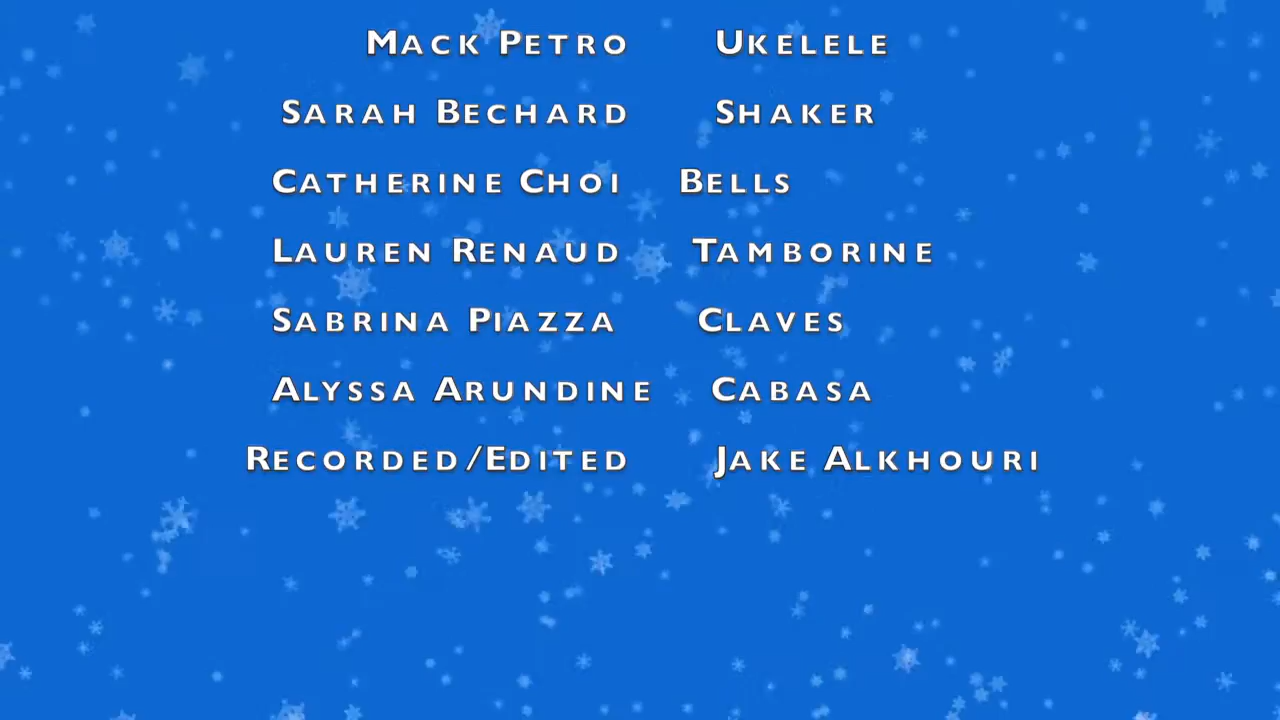 Mack Petro Ukelele
Sarah Bechard Shaker
Catherine Choi Bells
Lauren Renaud Tamborine
Sabrina Piazza Claves
Alyssa Arundine Cabasa
Recorded/Edited Jake Alkhouri